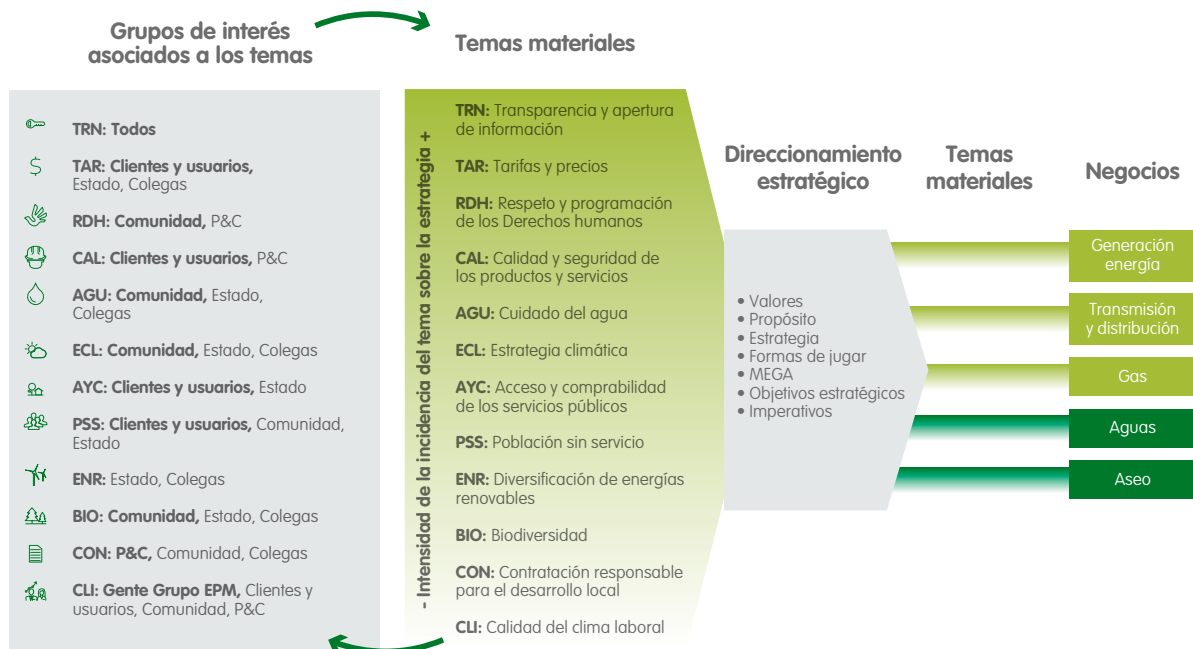 Grupos de interés
asociados a los temas
TRN: Todos
TAR: Clientes y usuarios,
Estado, Colegas
RDH: Comunidad, P&C
CAL: Clientes y usuarios, P&C
AGU: Comunidad, Estado,
Colegas
ECL: Comunidad, Estado, Colegas
AYC: Clientes y usuarios, Estado
PSS: Clientes y usuarios, Comunidad,
Estado
ENR: Estado, Colegas
BIO: Comunidad, Estado, Colegas
CON: P&C, Comunidad, Colegas
CLI: Gente Grupo EPM, Clientes y
usuarios, Comunidad, P&C
Temas materiales
- Intensidad de la incidencia del tema sobre la estrategia +
TRN: Transparencia y apertura
de información
TAR: Tarifas y precios
RDH: Respeto y programación
de los Derechos humanos
CAL: Calidad y seguridad de
los productos y servicios
AGU: Cuidado del agua
ECL: Estrategia climática
AYC: Acceso y comprabilidad
de los servicios públicos
PSS: Población sin servicio
ENR: Diversificación de energías
renovables
BIO: Biodiversidad
CON: Contratación responsable
para el desarrollo local
CLI: Calidad del clima laboral
Direccionamiento
estratégico
• Valores
• Propósito
• Estrategia
• Formas de jugar
• MEGA
• Objetivos estratégicos
• Imperativos
Temas
materiales
Negocios
Generación
energía
Transmisión
y distribución
Gas
Aguas
Aseo